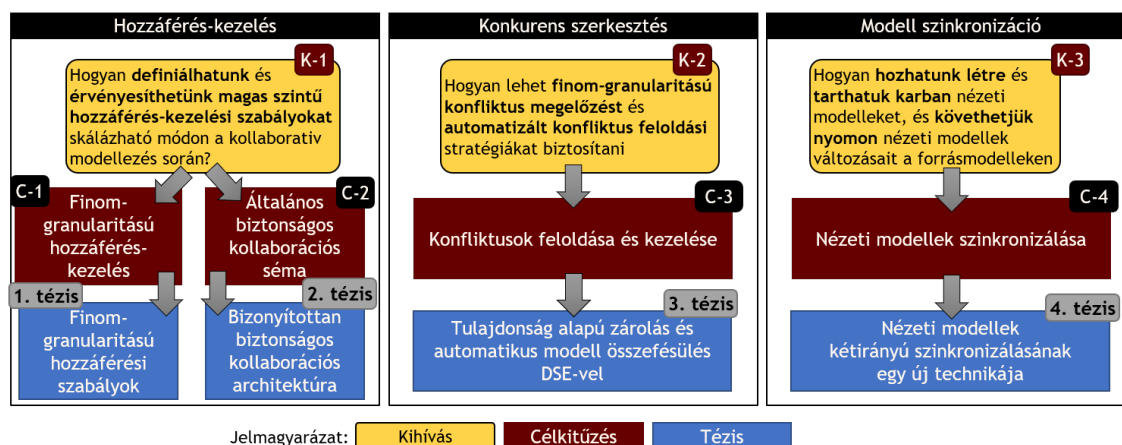 Hozzáférés-kezelés
K-1
Hogyan definiálhatunk és
érvényesíthetünk magas szintű
hozzáférés-kezelési szabályokat
skálázható módon a kollaboratív
modellezés során?
C-1
Finom-
granularitású
hozzáférés-
kezelés
C-2
Általános
biztonságos
kollaborációs
séma
1. tézis
Finom-
granularitású
hozzáférési
szabályok
2. tézis
Bizonyítottan
biztonságos
kollaborációs
architektúra
Konkurens szerkesztés
K-2
Hogyan lehet finom-granularitású
konfliktus megelőzést és
automatizált konfliktus feloldási
stratégiákat biztosítani
C-3
Konfliktusok feloldása és kezelése
3. tézis
Tulajdonság alapú zárolás és
automatikus modell összefésülés
DSE-vel
Modell szinkronizáció
K-3
Hogyan hozhatunk létre és
tarthatuk karban nézeti
modelleket, és követhetjük
nyomon nézeti modellek
változásait a forrásmodelleken
C-4
Nézeti modellek szinkronizálása
4. tézis
Nézeti modellek
kétirányú szinkronizálásának
egy új technikája
Jelmagyarázat: Kihívás Célkitűzés Tézis